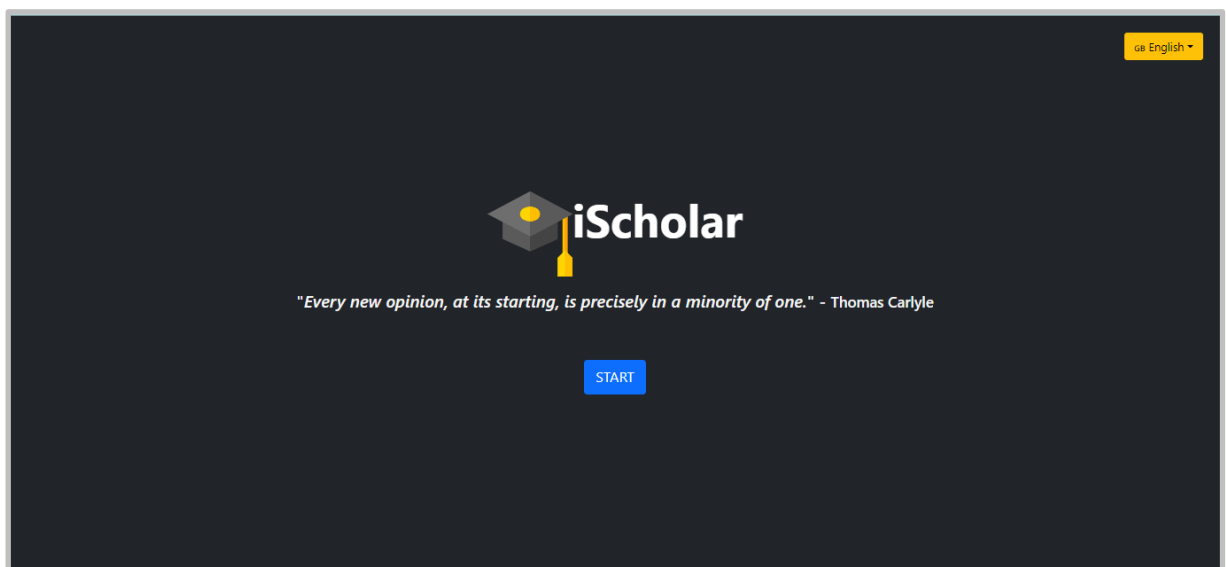 GB English
iScholar
"Every new opinion, at its starting, is precisely in a minority of one." - Thomas Carlyle
START